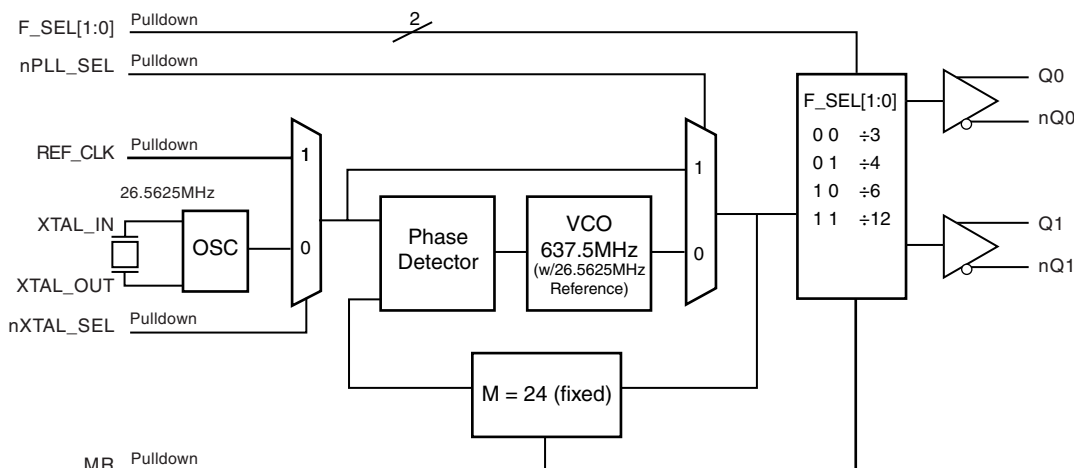 F_SEL[1:0] Pulldown
2
nPLL_SEL Pulldown
REF_CLK Pulldown
26.5625MHz
XTAL_IN
OSC
XTAL_OUT
nXTAL_SEL Pulldown
1
0
Phase
Detector
VCO
637.5MHz
(w/26.5625MHz
Reference)
1
0
M = 24 (fixed)
F_SEL[1:0]
0 0 ÷3
0 1 ÷4
1 0 ÷6
1 1 ÷12
Q0
nQ0
Q1
nQ1
MR Pulldown